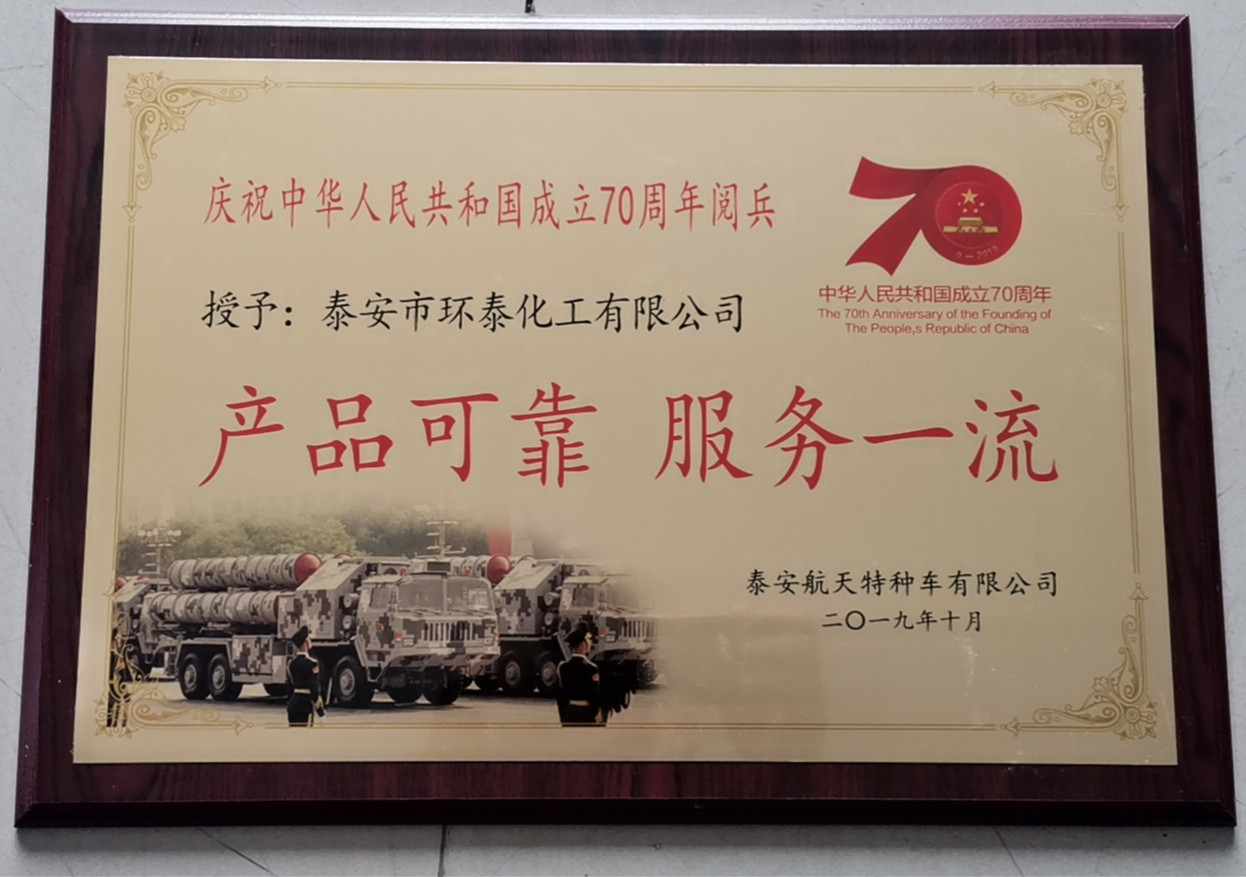 庆祝中华人民共和国成立70周年阅兵
授予：泰安市环泰化工有限公司
中华人民共和国成立70周年
The 70th Anniversary of the Founding of
The People,s Republic of China
产品可靠 服务一流
泰安航天特种车有限公司
二〇一九年十月